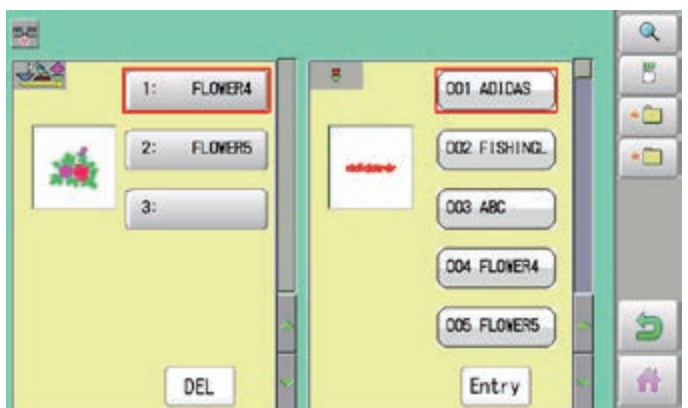 1: FLOWER4
2: FLOWER5
3:
DEL
001 ADIDAS
002 FISHINGL
003 ABC
004 FLOWER4
005 FLOWER5
Entry